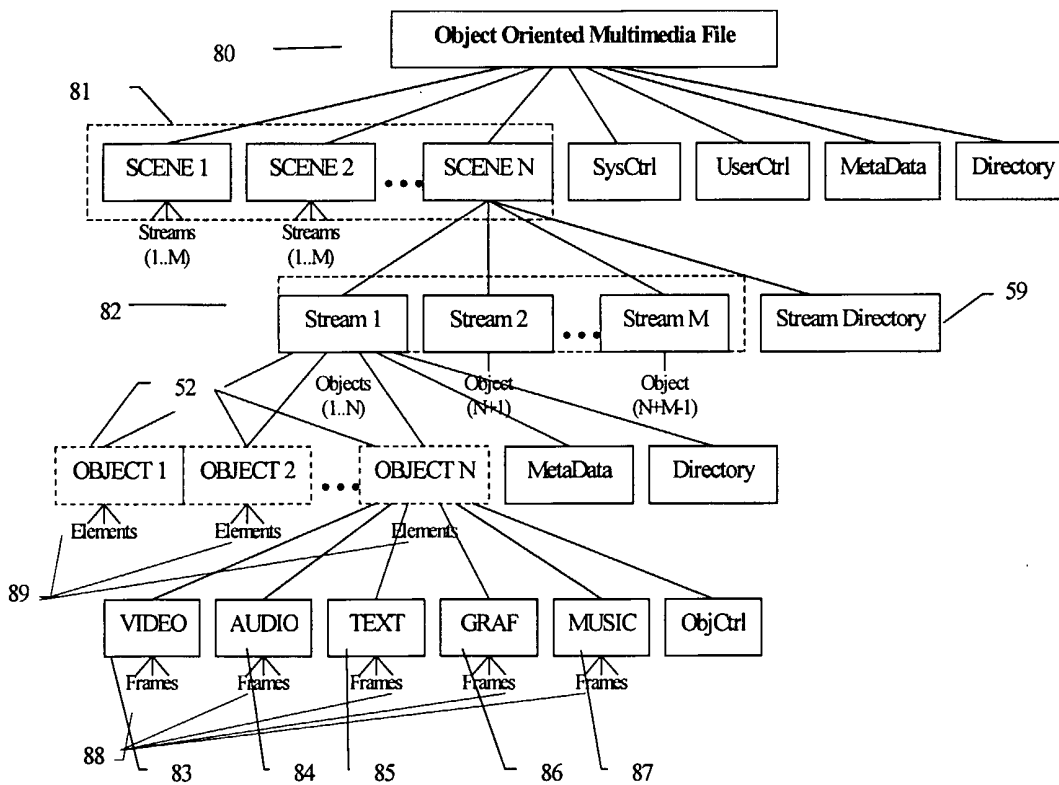 Object Oriented Multimedia File
80
81
SCENE 1 SCENE 2 ... SCENE N SysCtrl UserCtrl MetaData Directory
Streams Streams
(1..M) (1..M)
82
59
Stream 1 Stream 2 ... Stream M Stream Directory
52
Objects Object Object
(1..N) (N+1) (N+M-1)
OBJECT 1 OBJECT 2 ... OBJECT N MetaData Directory
Elements Elements Elements
89
VIDEO AUDIO TEXT GRAF MUSIC ObjCtrl
Frames Frames Frames Frames Frames
88
83 84 85 86 87